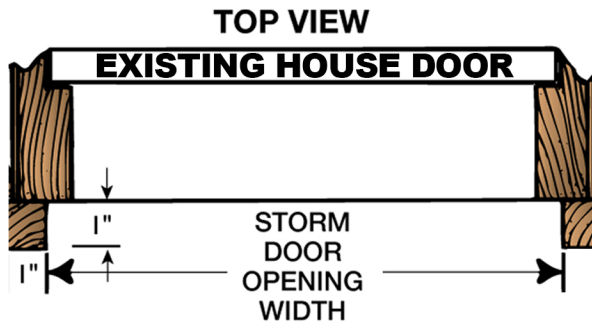 TOP VIEW
EXISTING HOUSE DOOR
1"
STORM
DOOR
OPENING
WIDTH
1"